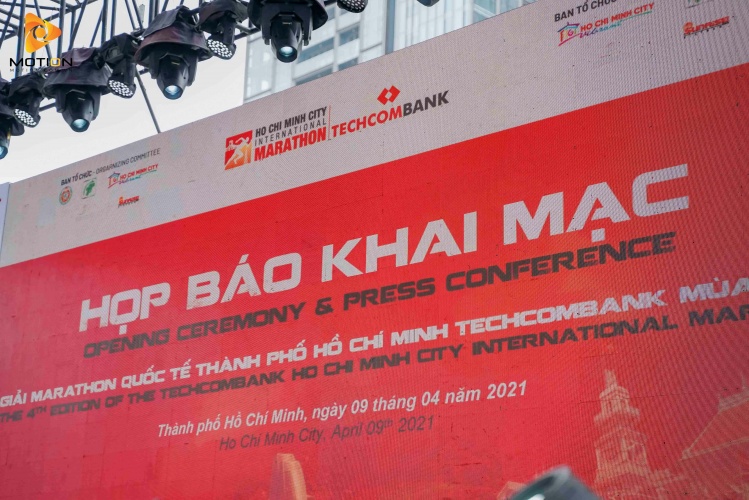 MOTION
BAN TỔ CHỨC
HO CHI MINH CITY
SUNRISE
HO CHI MINH CITY
INTERNATIONAL
MARATHON
TECHCOMBANK
BAN TỔ CHỨC - ORGARNIZING COMMITTEE
HO CHI MINH CITY
HỌP BÁO KHAI MẠC
OPENING CEREMONY & PRESS CONFERENCE
GIẢI MARATHON QUỐC TẾ THÀNH PHỐ HỒ CHÍ MINH TECHCOMBANK MÙA
THE 4TH EDITION OF THE TECHCOMBANK HO CHI MINH CITY INTERNATIONAL MAR
Thành phố Hồ Chí Minh, ngày 09 tháng 04 năm 2021
Ho Chi Minh City, April 09th 2021